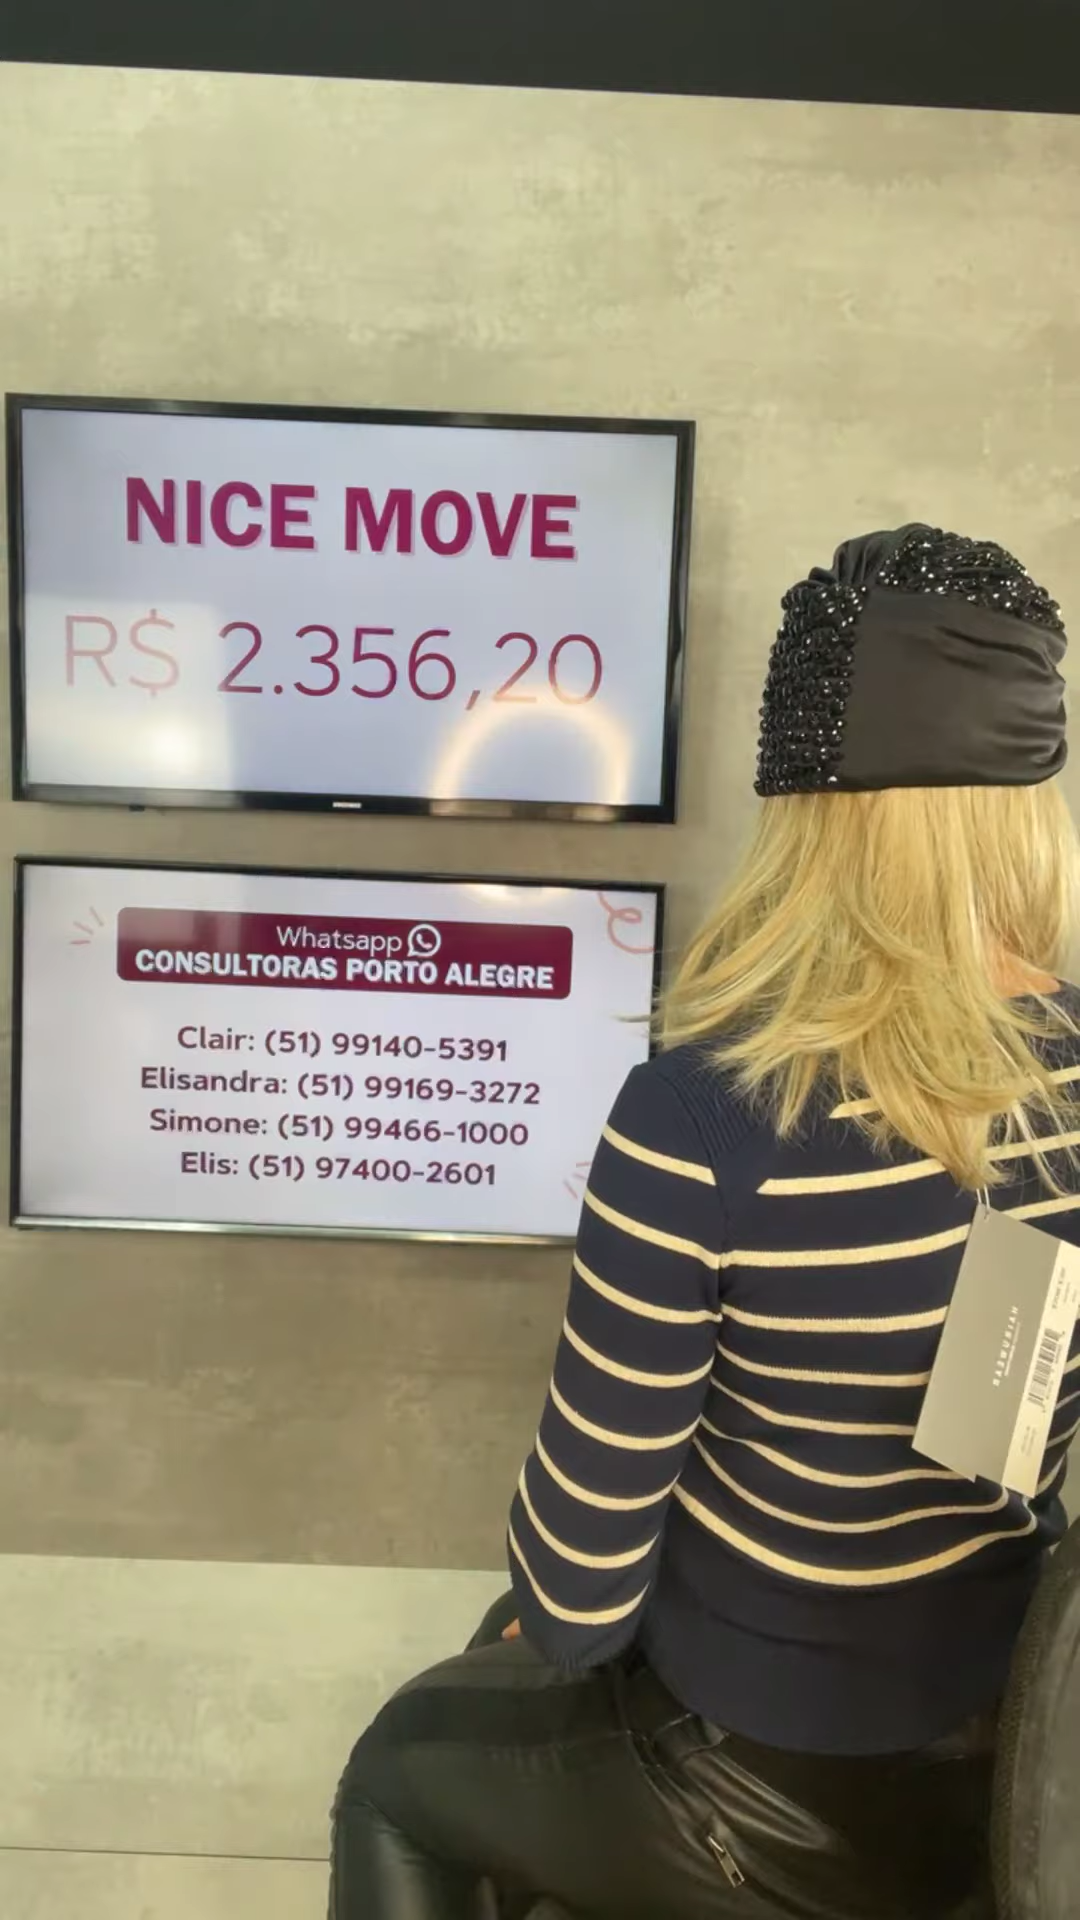 NICE MOVE
R$ 2.356,20
Whatsapp
CONSULTORAS PORTO ALEGRE
Clair: (51) 99140-5391
Elisandra: (51) 99169-3272
Simone: (51) 99466-1000
Elis: (51) 97400-2601